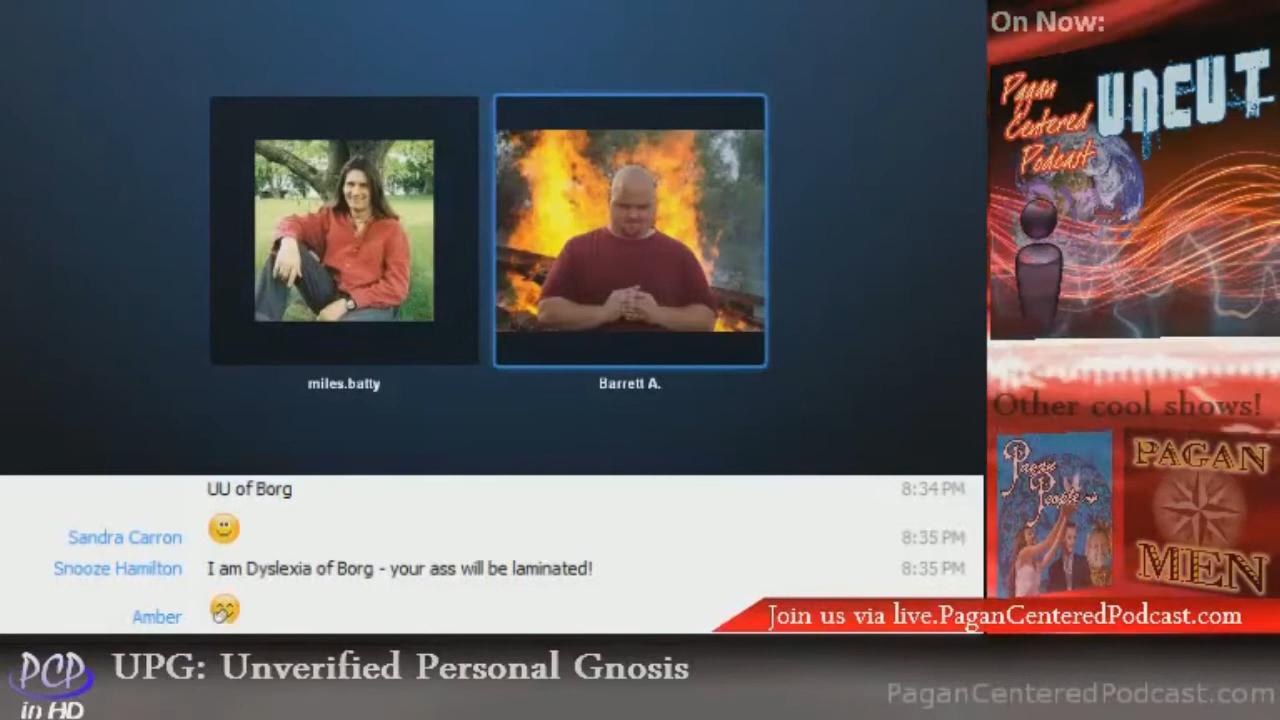 On Now:
Pagan
Centered
Podcast
UNCUT
miles.batty
Barrett A.
UU of Borg 8:34 PM
Sandra Carron 8:35 PM
Snooze Hamilton I am Dyslexia of Borg - your ass will be laminated! 8:35 PM
Amber
Other cool shows!
Pagan
People
PAGAN
MEN
Join us via live.PaganCenteredPodcast.com
PCP
in HD
UPG: Unverified Personal Gnosis
PaganCenteredPodcast.com